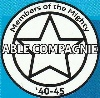 Members of the Mighty
ABLE COMPAGNIE
'40-'45